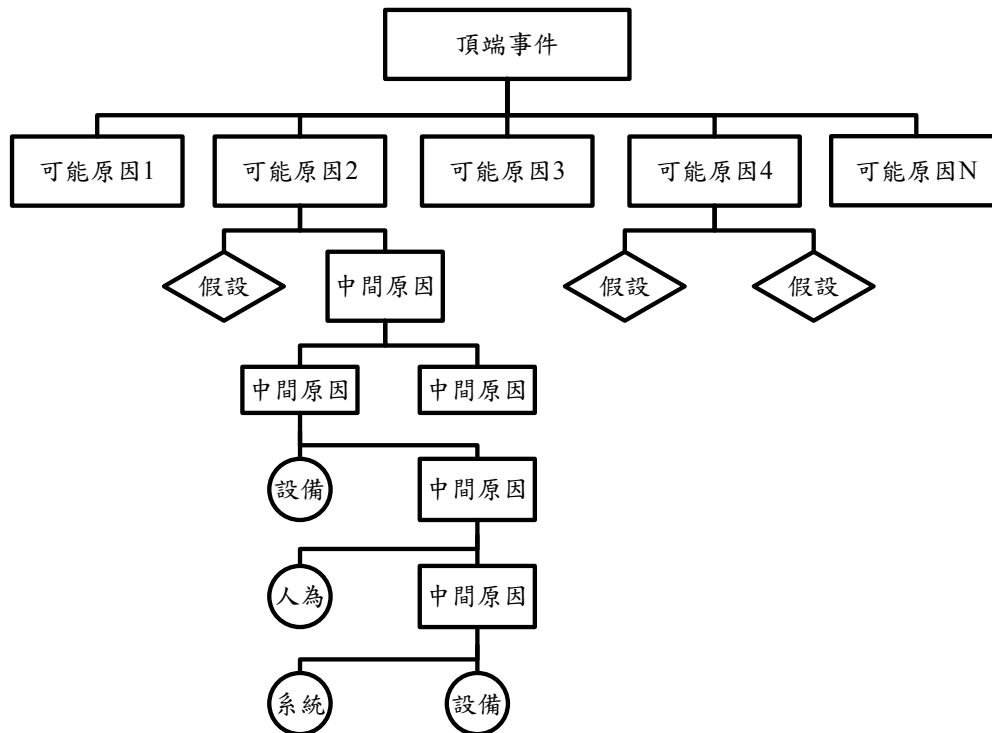 頂端事件
可能原因1
可能原因2
可能原因3
可能原因4
可能原因N
假設
中間原因
假設
假設
中間原因
中間原因
設備
中間原因
人為
中間原因
系統
設備